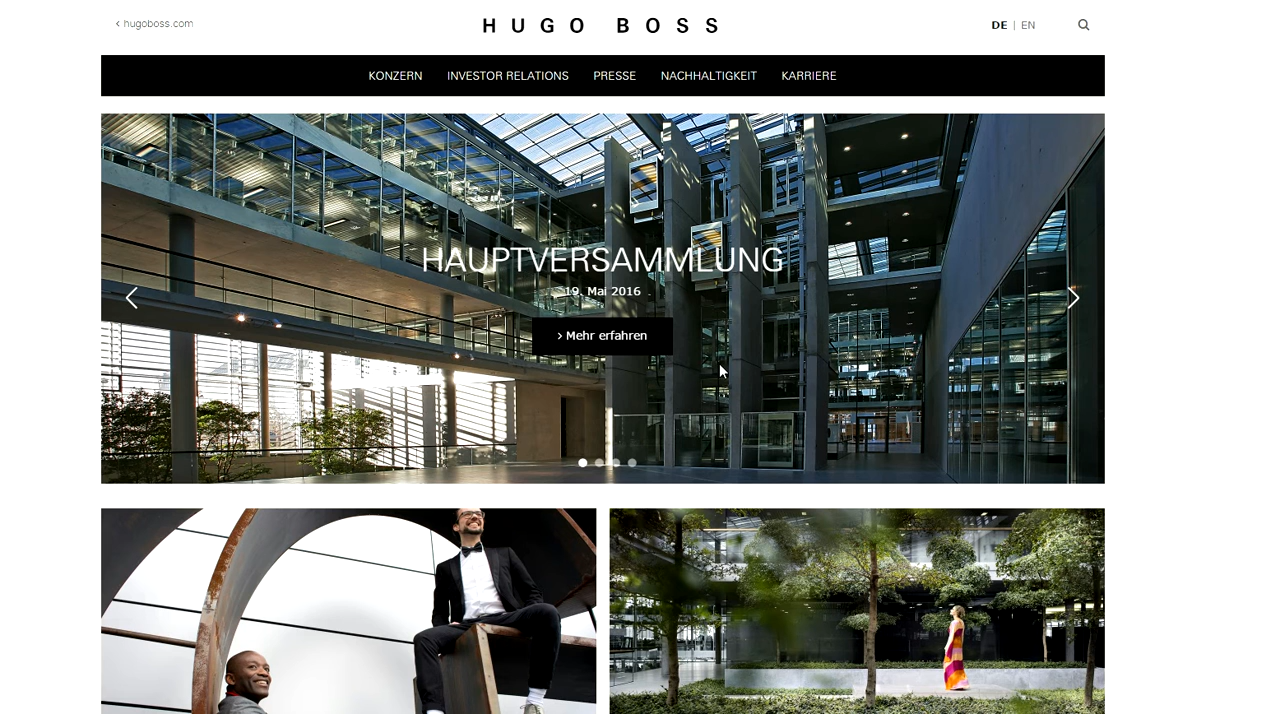 hugoboss.com
HUGO BOSS
DE | EN
KONZERN INVESTOR RELATIONS PRESSE NACHHALTIGKEIT KARRIERE
HAUPTVERSAMMLUNG
19. Mai 2016
Mehr erfahren